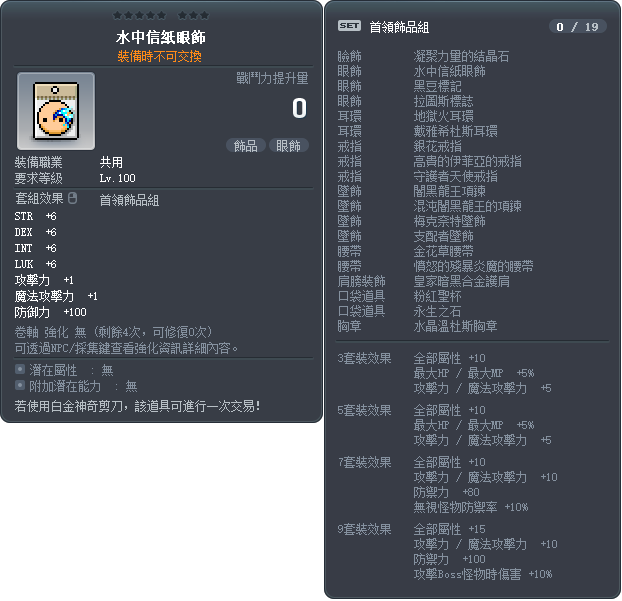 水中信紙眼飾
裝備時不可交換
戰鬥力提升量
0
飾品 眼飾
裝備職業 共用
要求等級 Lv.100
套組效果 首領飾品組
STR +6
DEX +6
INT +6
LUK +6
攻擊力 +1
魔法攻擊力 +1
防御力 +100
卷軸 強化 無 (剩餘4次, 可修復0次)
可透過NPC/採集鍵查看強化資訊詳細內容。
潛在屬性 : 無
附加潛在能力 : 無
若使用白金神奇剪刀, 該道具可進行一次交易!
SET 首領飾品組 0 / 19
臉飾 凝聚力量的結晶石
眼飾 水中信紙眼飾
眼飾 黑豆標記
眼飾 拉圖斯標誌
耳環 地獄火耳環
耳環 戴雅希杜斯耳環
戒指 銀花戒指
戒指 高貴的伊菲亞的戒指
戒指 守護者天使戒指
墜飾 闇黑龍王項鍊
墜飾 混沌闇黑龍王的項鍊
墜飾 梅克奈特墜飾
墜飾 支配者墜飾
腰帶 金花草腰帶
腰帶 憤怒的殘暴炎魔的腰帶
肩膀裝飾 皇家暗黑合金護肩
口袋道具 粉紅聖杯
口袋道具 永生之石
胸章 水晶溫杜斯胸章
3套裝效果 全部屬性 +10
最大HP / 最大MP +5%
攻擊力 / 魔法攻擊力 +5
5套裝效果 全部屬性 +10
最大HP / 最大MP +5%
攻擊力 / 魔法攻擊力 +5
7套裝效果 全部屬性 +10
攻擊力 / 魔法攻擊力 +10
防禦力 +80
無視怪物防禦率 +10%
9套裝效果 全部屬性 +15
攻擊力 / 魔法攻擊力 +10
防禦力 +100
攻擊Boss怪物時傷害 +10%